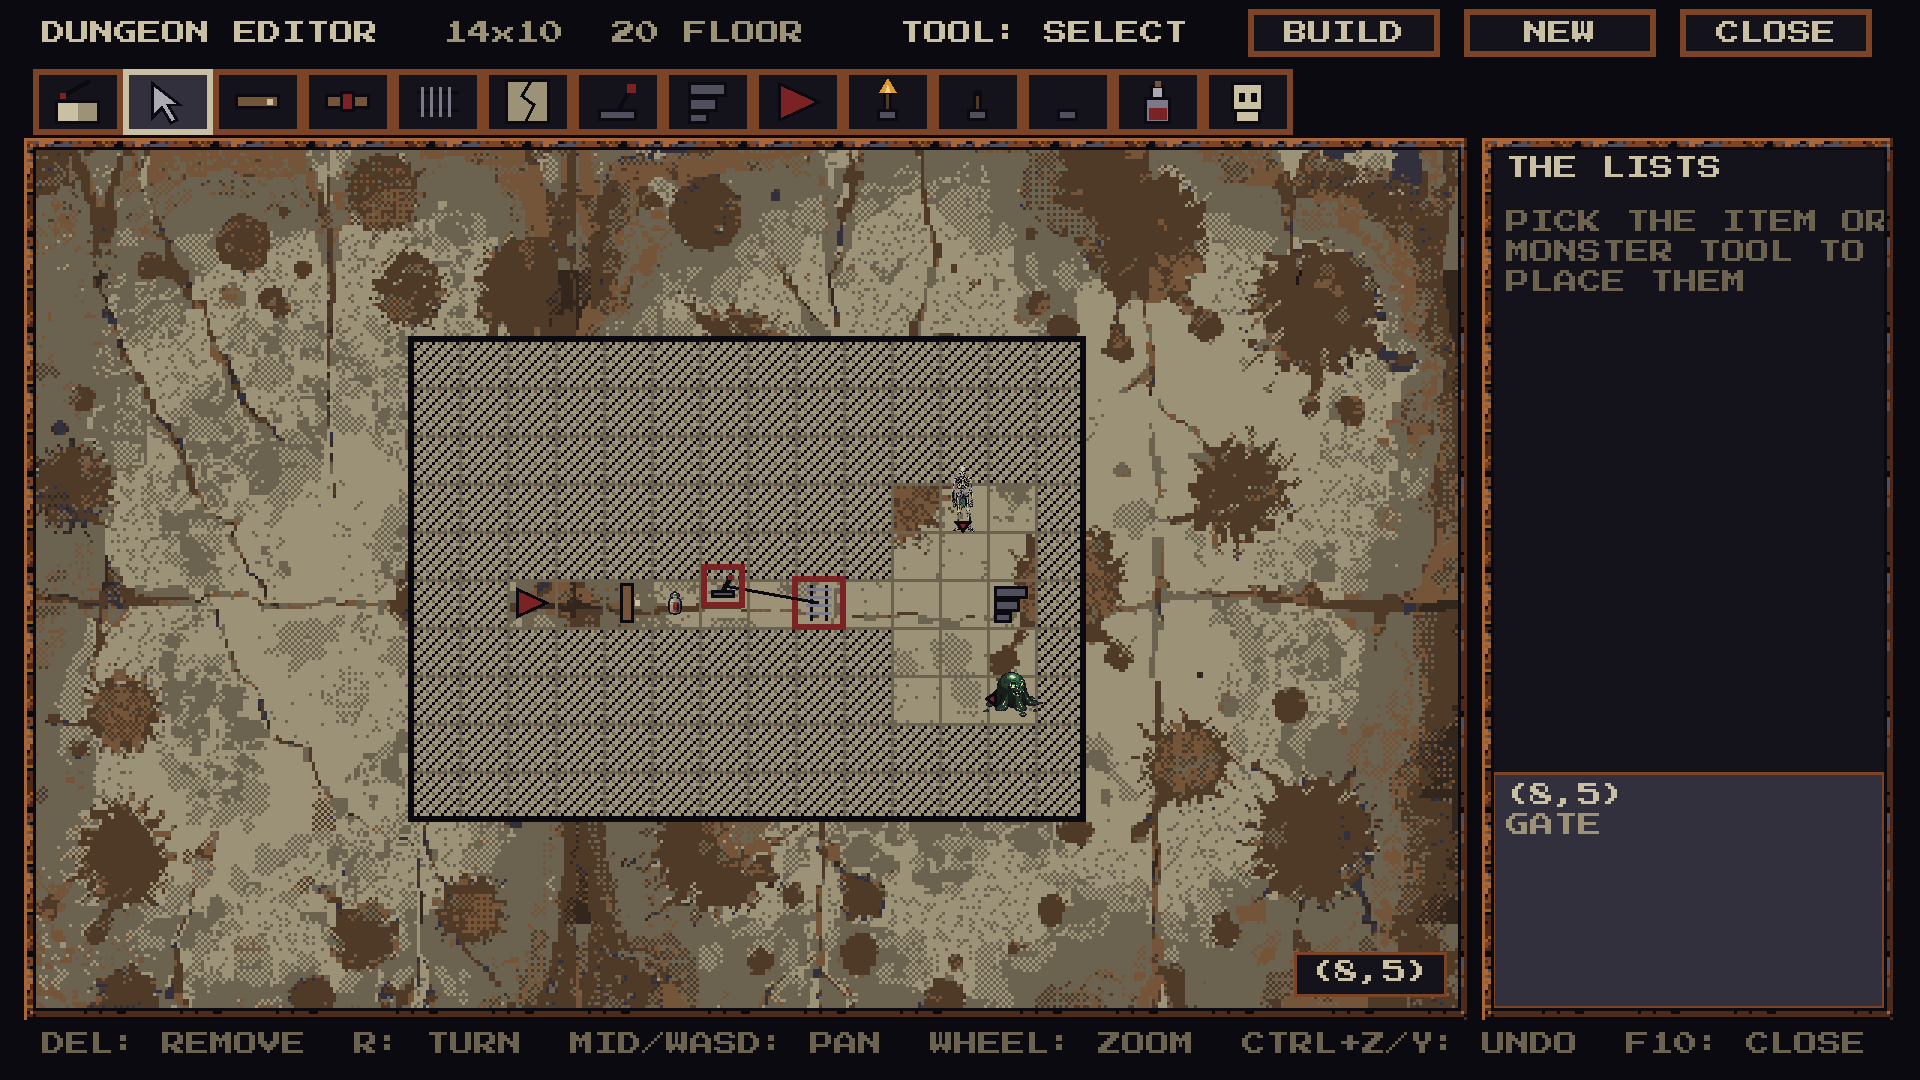 DUNGEON EDITOR 14x10 20 FLOOR TOOL: SELECT BUILD NEW CLOSE
THE LISTS
PICK THE ITEM OR
MONSTER TOOL TO
PLACE THEM
(8,5)
GATE
(8,5)
DEL: REMOVE R: TURN MID/WASD: PAN WHEEL: ZOOM CTRL+Z/Y: UNDO F10: CLOSE